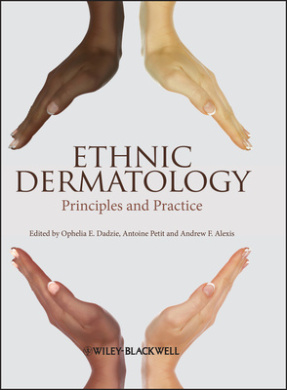 ETHNIC
DERMATOLOGY
Principles and Practice
Edited by Ophelia E. Dadzie, Antoine Petit and Andrew F. Alexis
WILEY-BLACKWELL